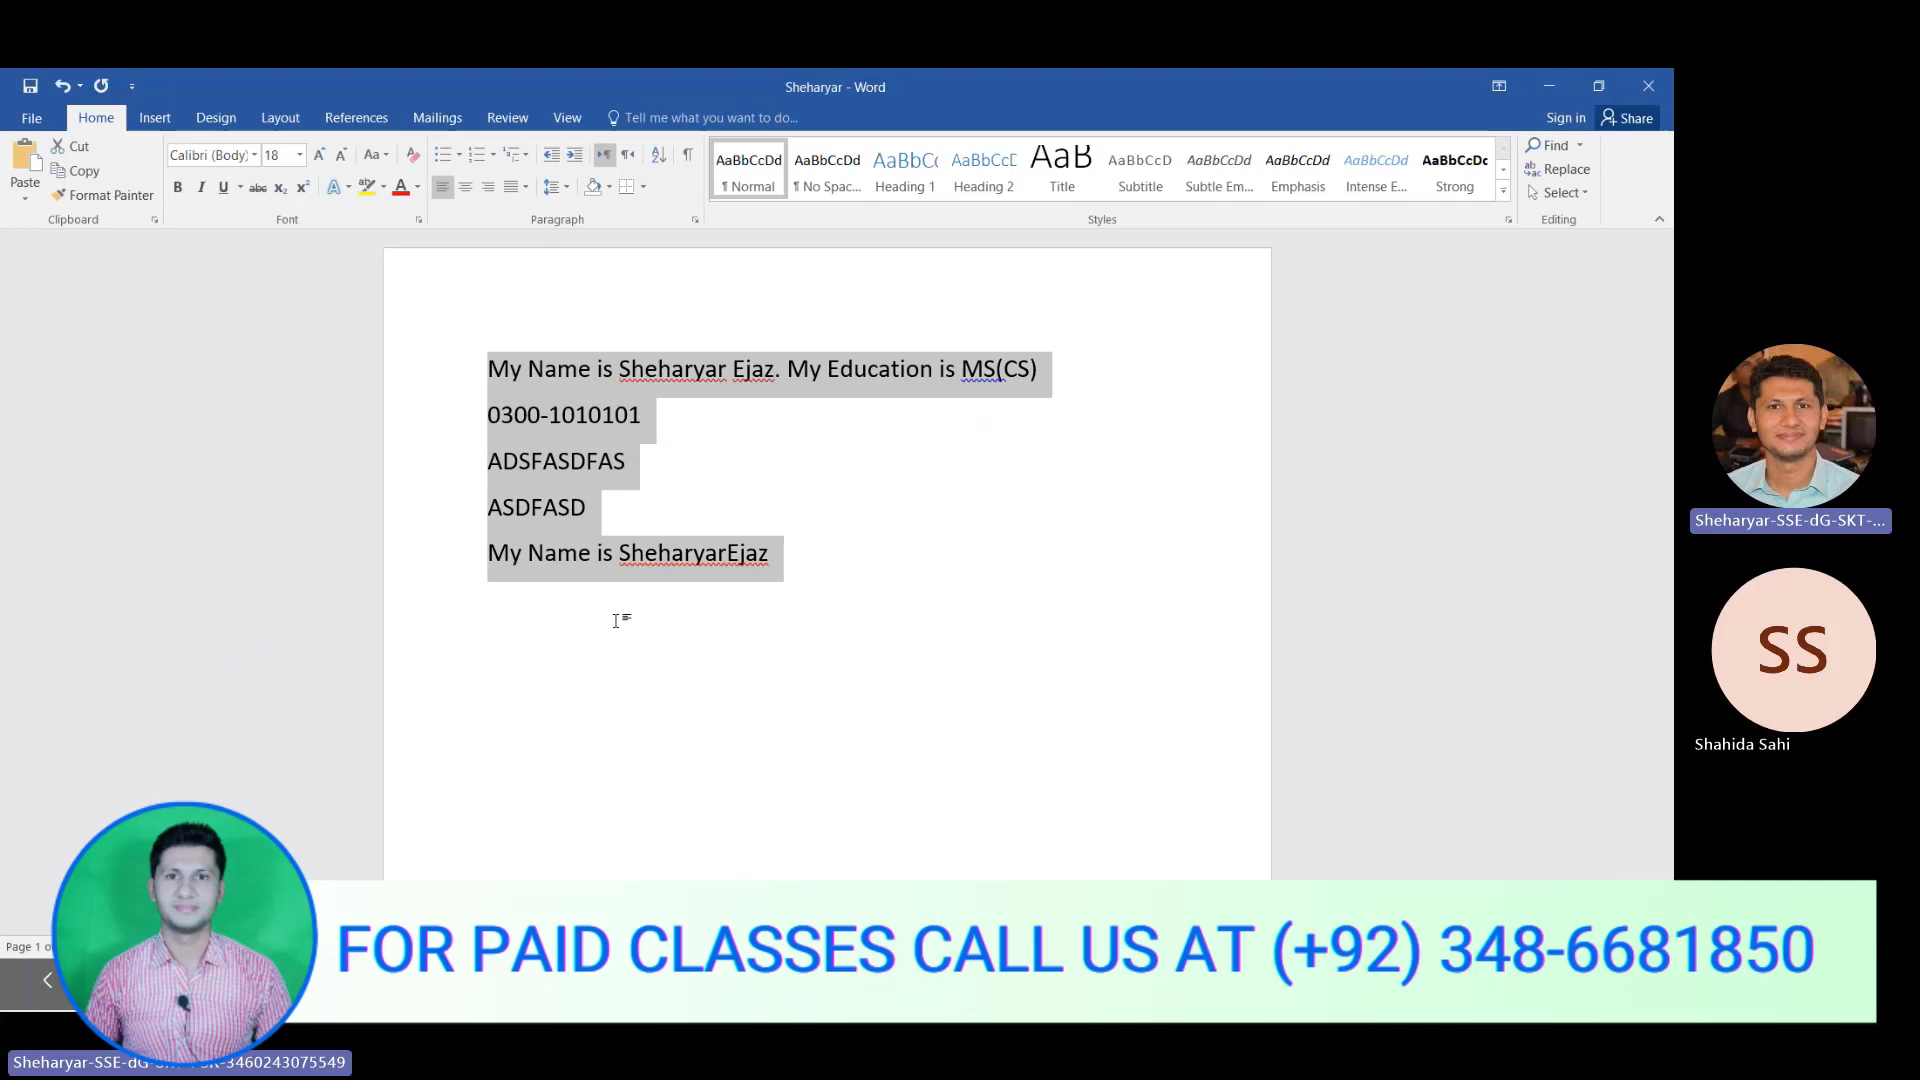 Sheharyar - Word
File Home Insert Design Layout References Mailings Review View Tell me what you want to do... Sign in Share
Paste
Cut
Copy
Format Painter
Clipboard
Calibri (Body) 18 Aa
B I U abc x₂ x² A A
Font
Paragraph
AaBbCcDd AaBbCcDd AaBbCc AaBbCcE AaB AaBbCcD AaBbCcDd AaBbCcDd AaBbCcDd AaBbCcDc
¶ Normal ¶ No Spac... Heading 1 Heading 2 Title Subtitle Subtle Em... Emphasis Intense E... Strong
Styles
Find
Replace
Select
Editing
My Name is Sheharyar Ejaz. My Education is MS(CS)
0300-1010101
ADSFASDFAS
ASDFASD
My Name is SheharyarEjaz
Sheharyar-SSE-dG-SKT-...
SS
Shahida Sahi
Page 1
FOR PAID CLASSES CALL US AT (+92) 348-6681850